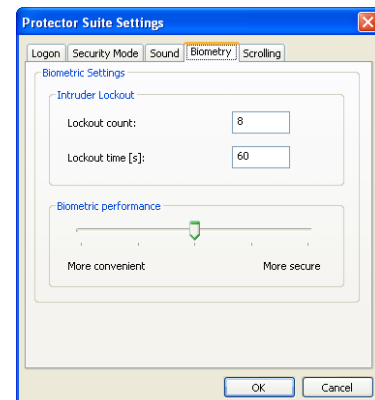 Protector Suite Settings
Logon Security Mode Sound Biometry Scrolling
Biometric Settings
Intruder Lockout
Lockout count: 8
Lockout time [s]: 60
Biometric performance
More convenient More secure
OK Cancel